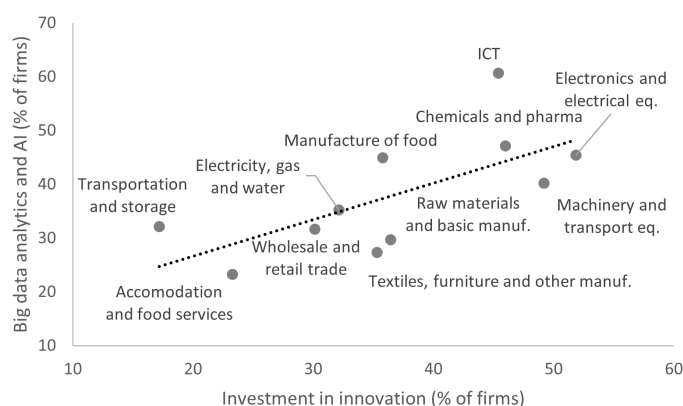 Big data analytics and AI (% of firms)
70
60
50
40
30
20
10
ICT
Electronics and
electrical eq.
Chemicals and pharma
Manufacture of food
Electricity, gas
and water
Transportation
and storage
Raw materials
and basic manuf.
Machinery and
transport eq.
Wholesale and
retail trade
Textiles, furniture and other manuf.
Accomodation
and food services
10
20
30
40
50
60
Investment in innovation (% of firms)